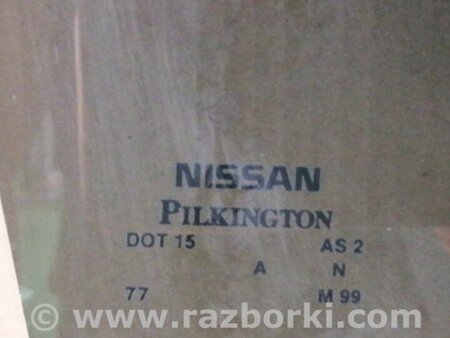 NISSAN
PILKINGTON
DOT 15 AS 2
A N
77 M 99
© www.razborki.com